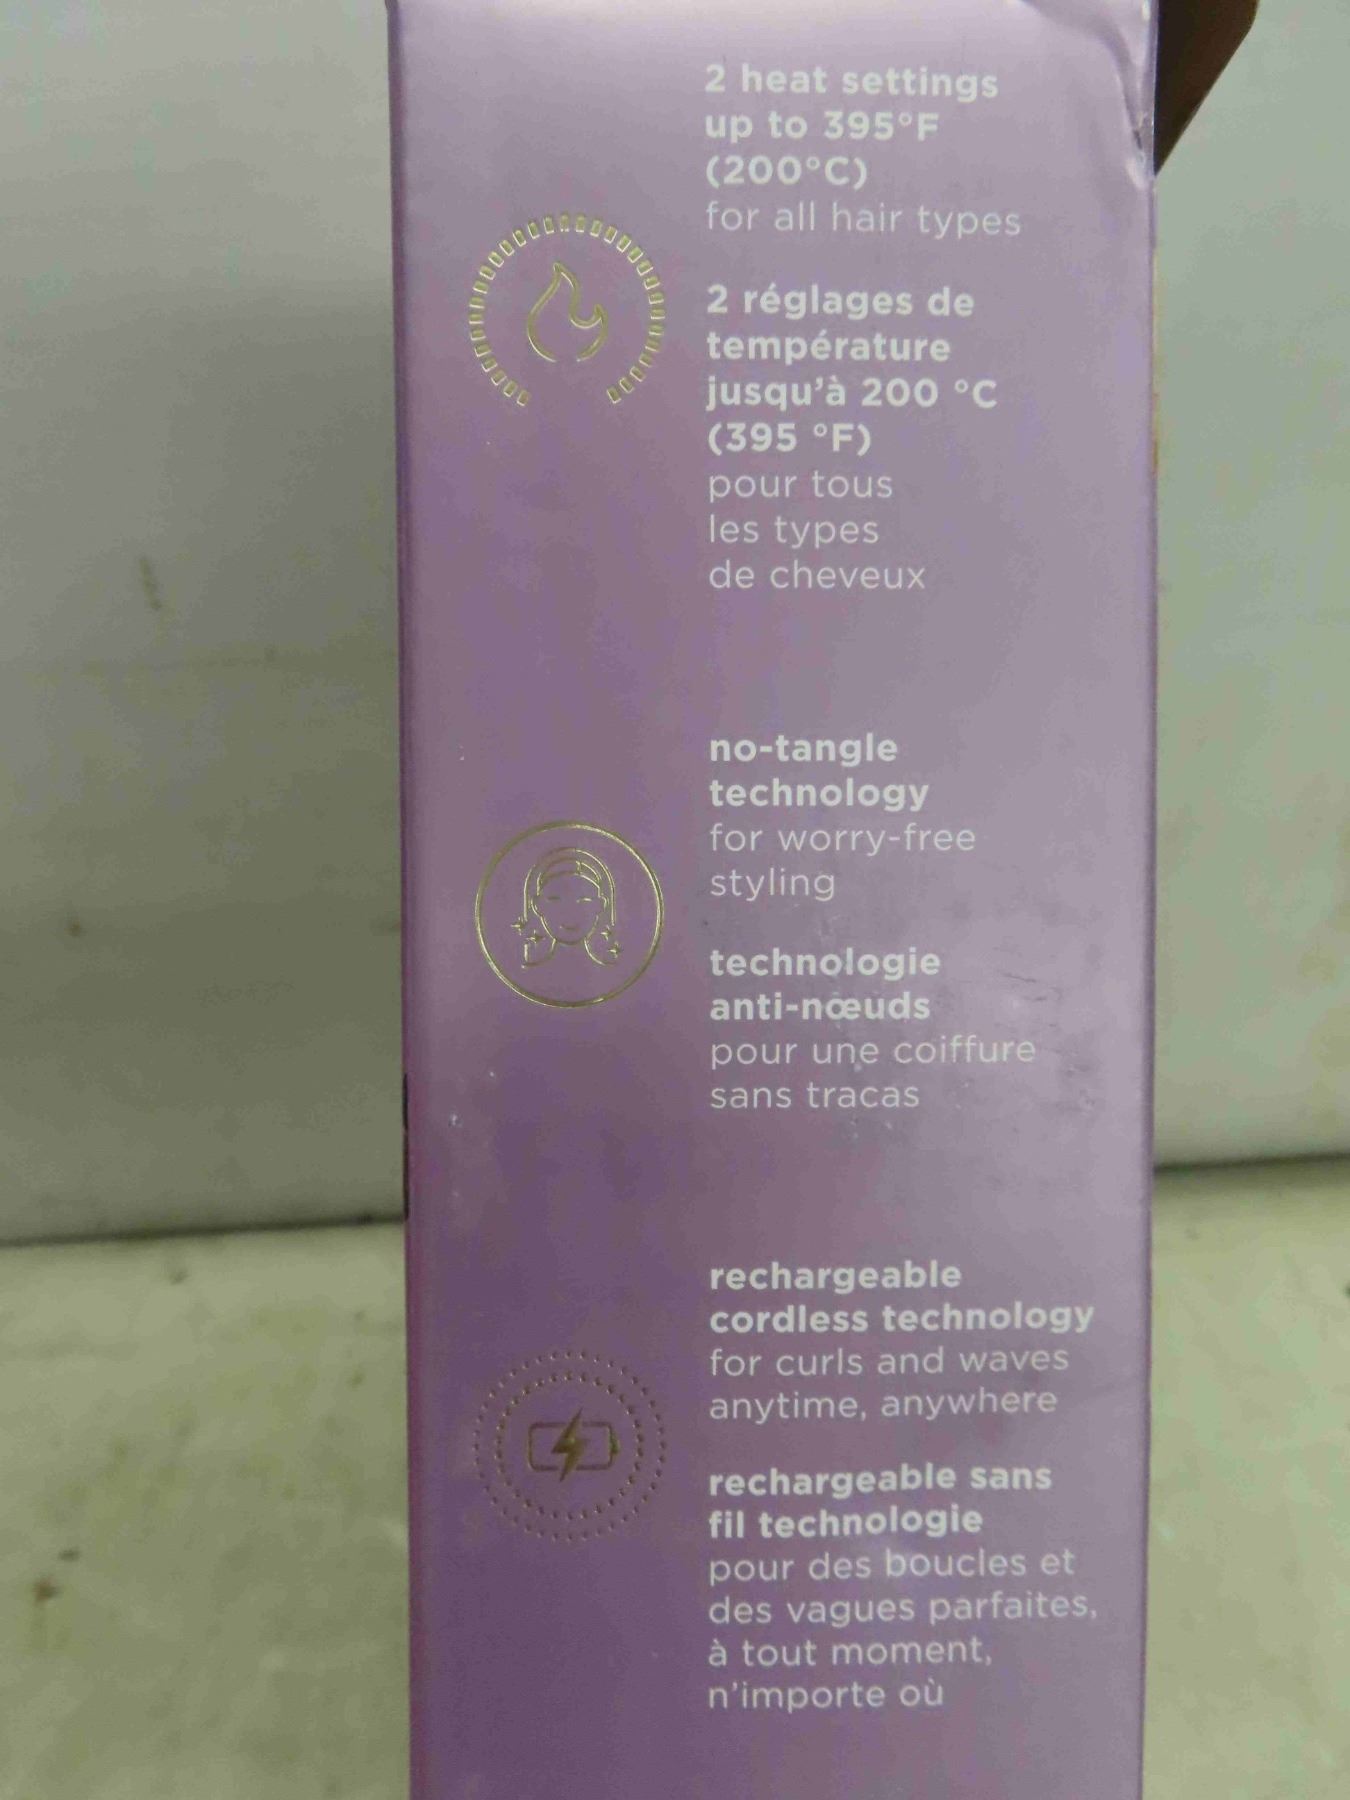 2 heat settings
up to 395°F
(200°C)
for all hair types
2 réglages de
température
jusqu'à 200 °C
(395 °F)
pour tous
les types
de cheveux
no-tangle
technology
for worry-free
styling
technologie
anti-nœuds
pour une coiffure
sans tracas
rechargeable
cordless technology
for curls and waves
anytime, anywhere
rechargeable sans
fil technologie
pour des boucles et
des vagues parfaites,
à tout moment,
n'importe où